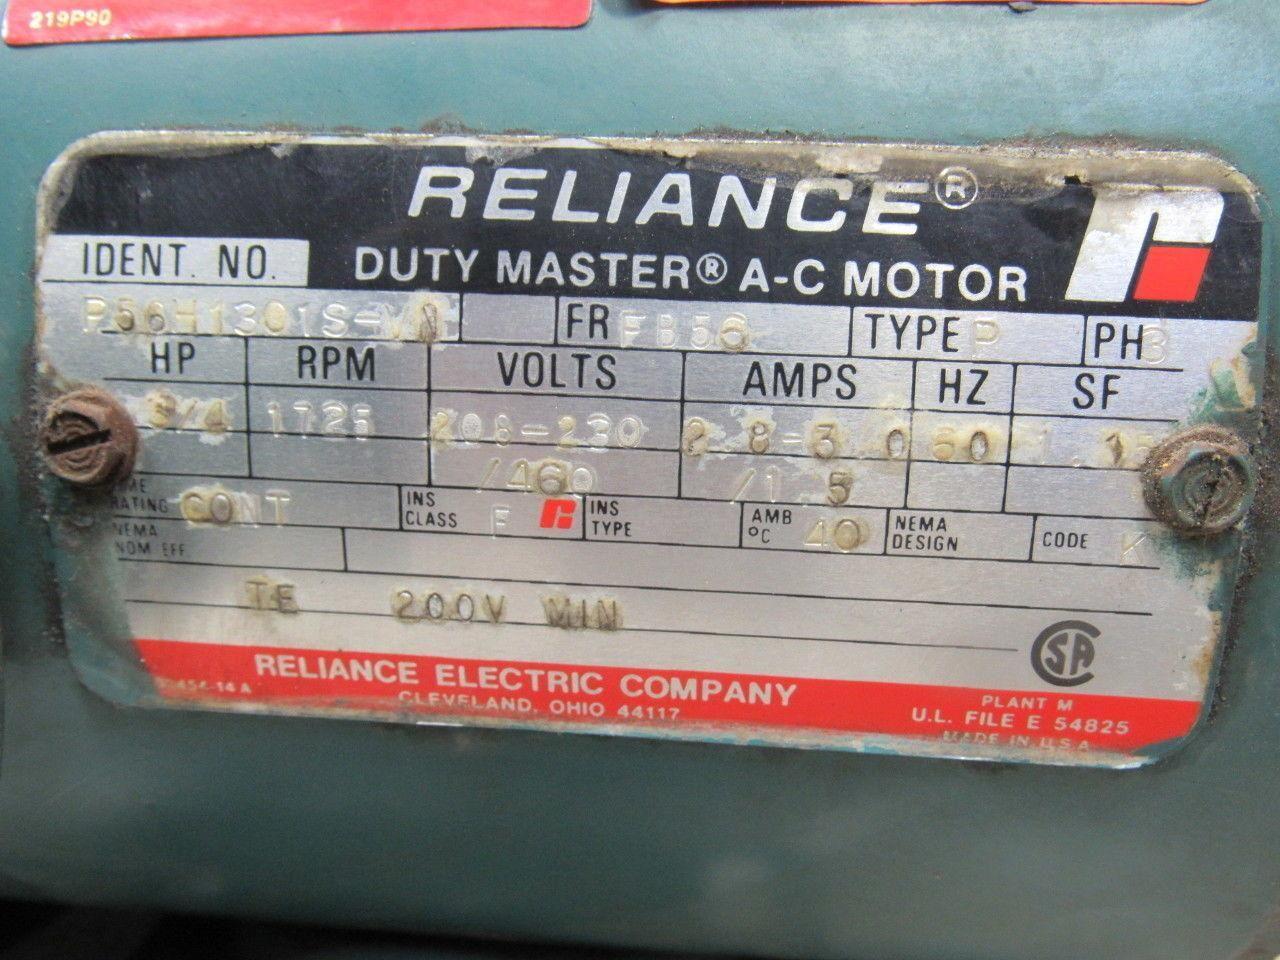 219P90
RELIANCE®
IDENT. NO.
DUTY MASTER® A-C MOTOR
P56H1301S- FR FB56 TYPE P PH 3
HP RPM VOLTS AMPS HZ SF
3/4 1725 208-230 2.8-3.0 60 1.15
/460 /1.5
RATING CONT INS CLASS F INS TYPE AMB °C 40 NEMA DESIGN CODE K
NEMA
NOM EFF
TE 200V MIN
CSA
RELIANCE ELECTRIC COMPANY
CLEVELAND, OHIO 44117
PLANT M
U.L. FILE E 54825
MADE IN U.S.A